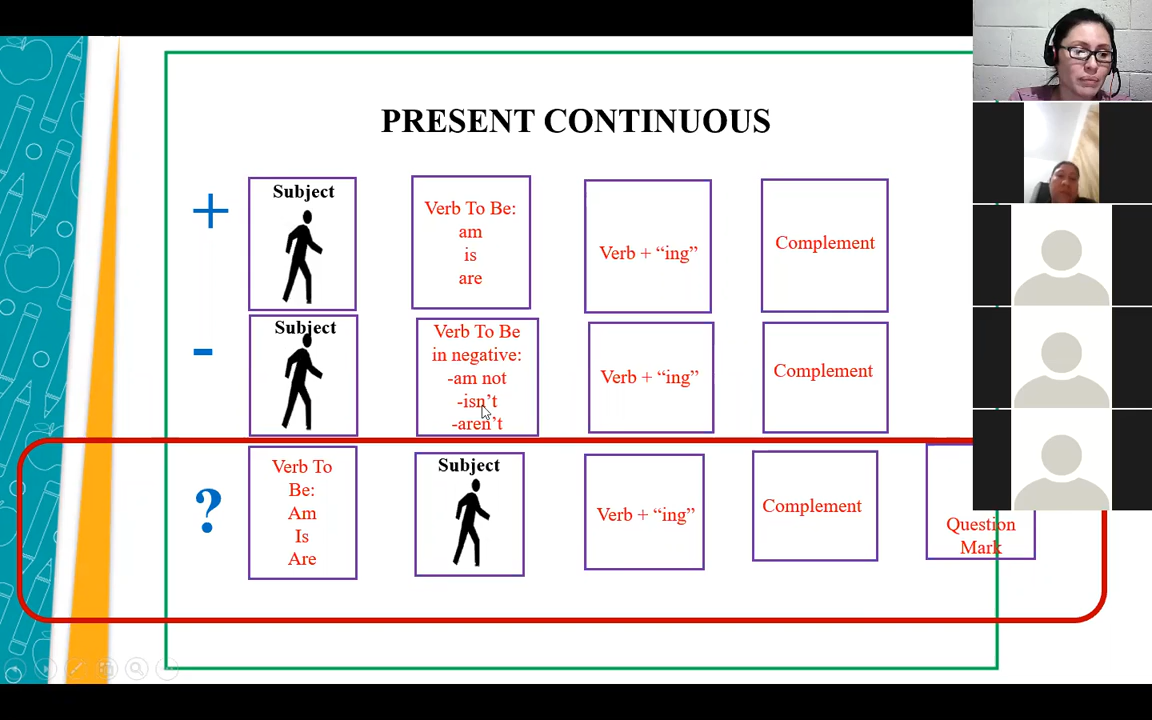 PRESENT CONTINUOUS
+
Subject
Verb To Be:
am
is
are
Verb + “ing”
Complement
-
Subject
Verb To Be
in negative:
-am not
-isn’t
-aren’t
Verb + “ing”
Complement
?
Verb To
Be:
Am
Is
Are
Subject
Verb + “ing”
Complement
Question
Mark